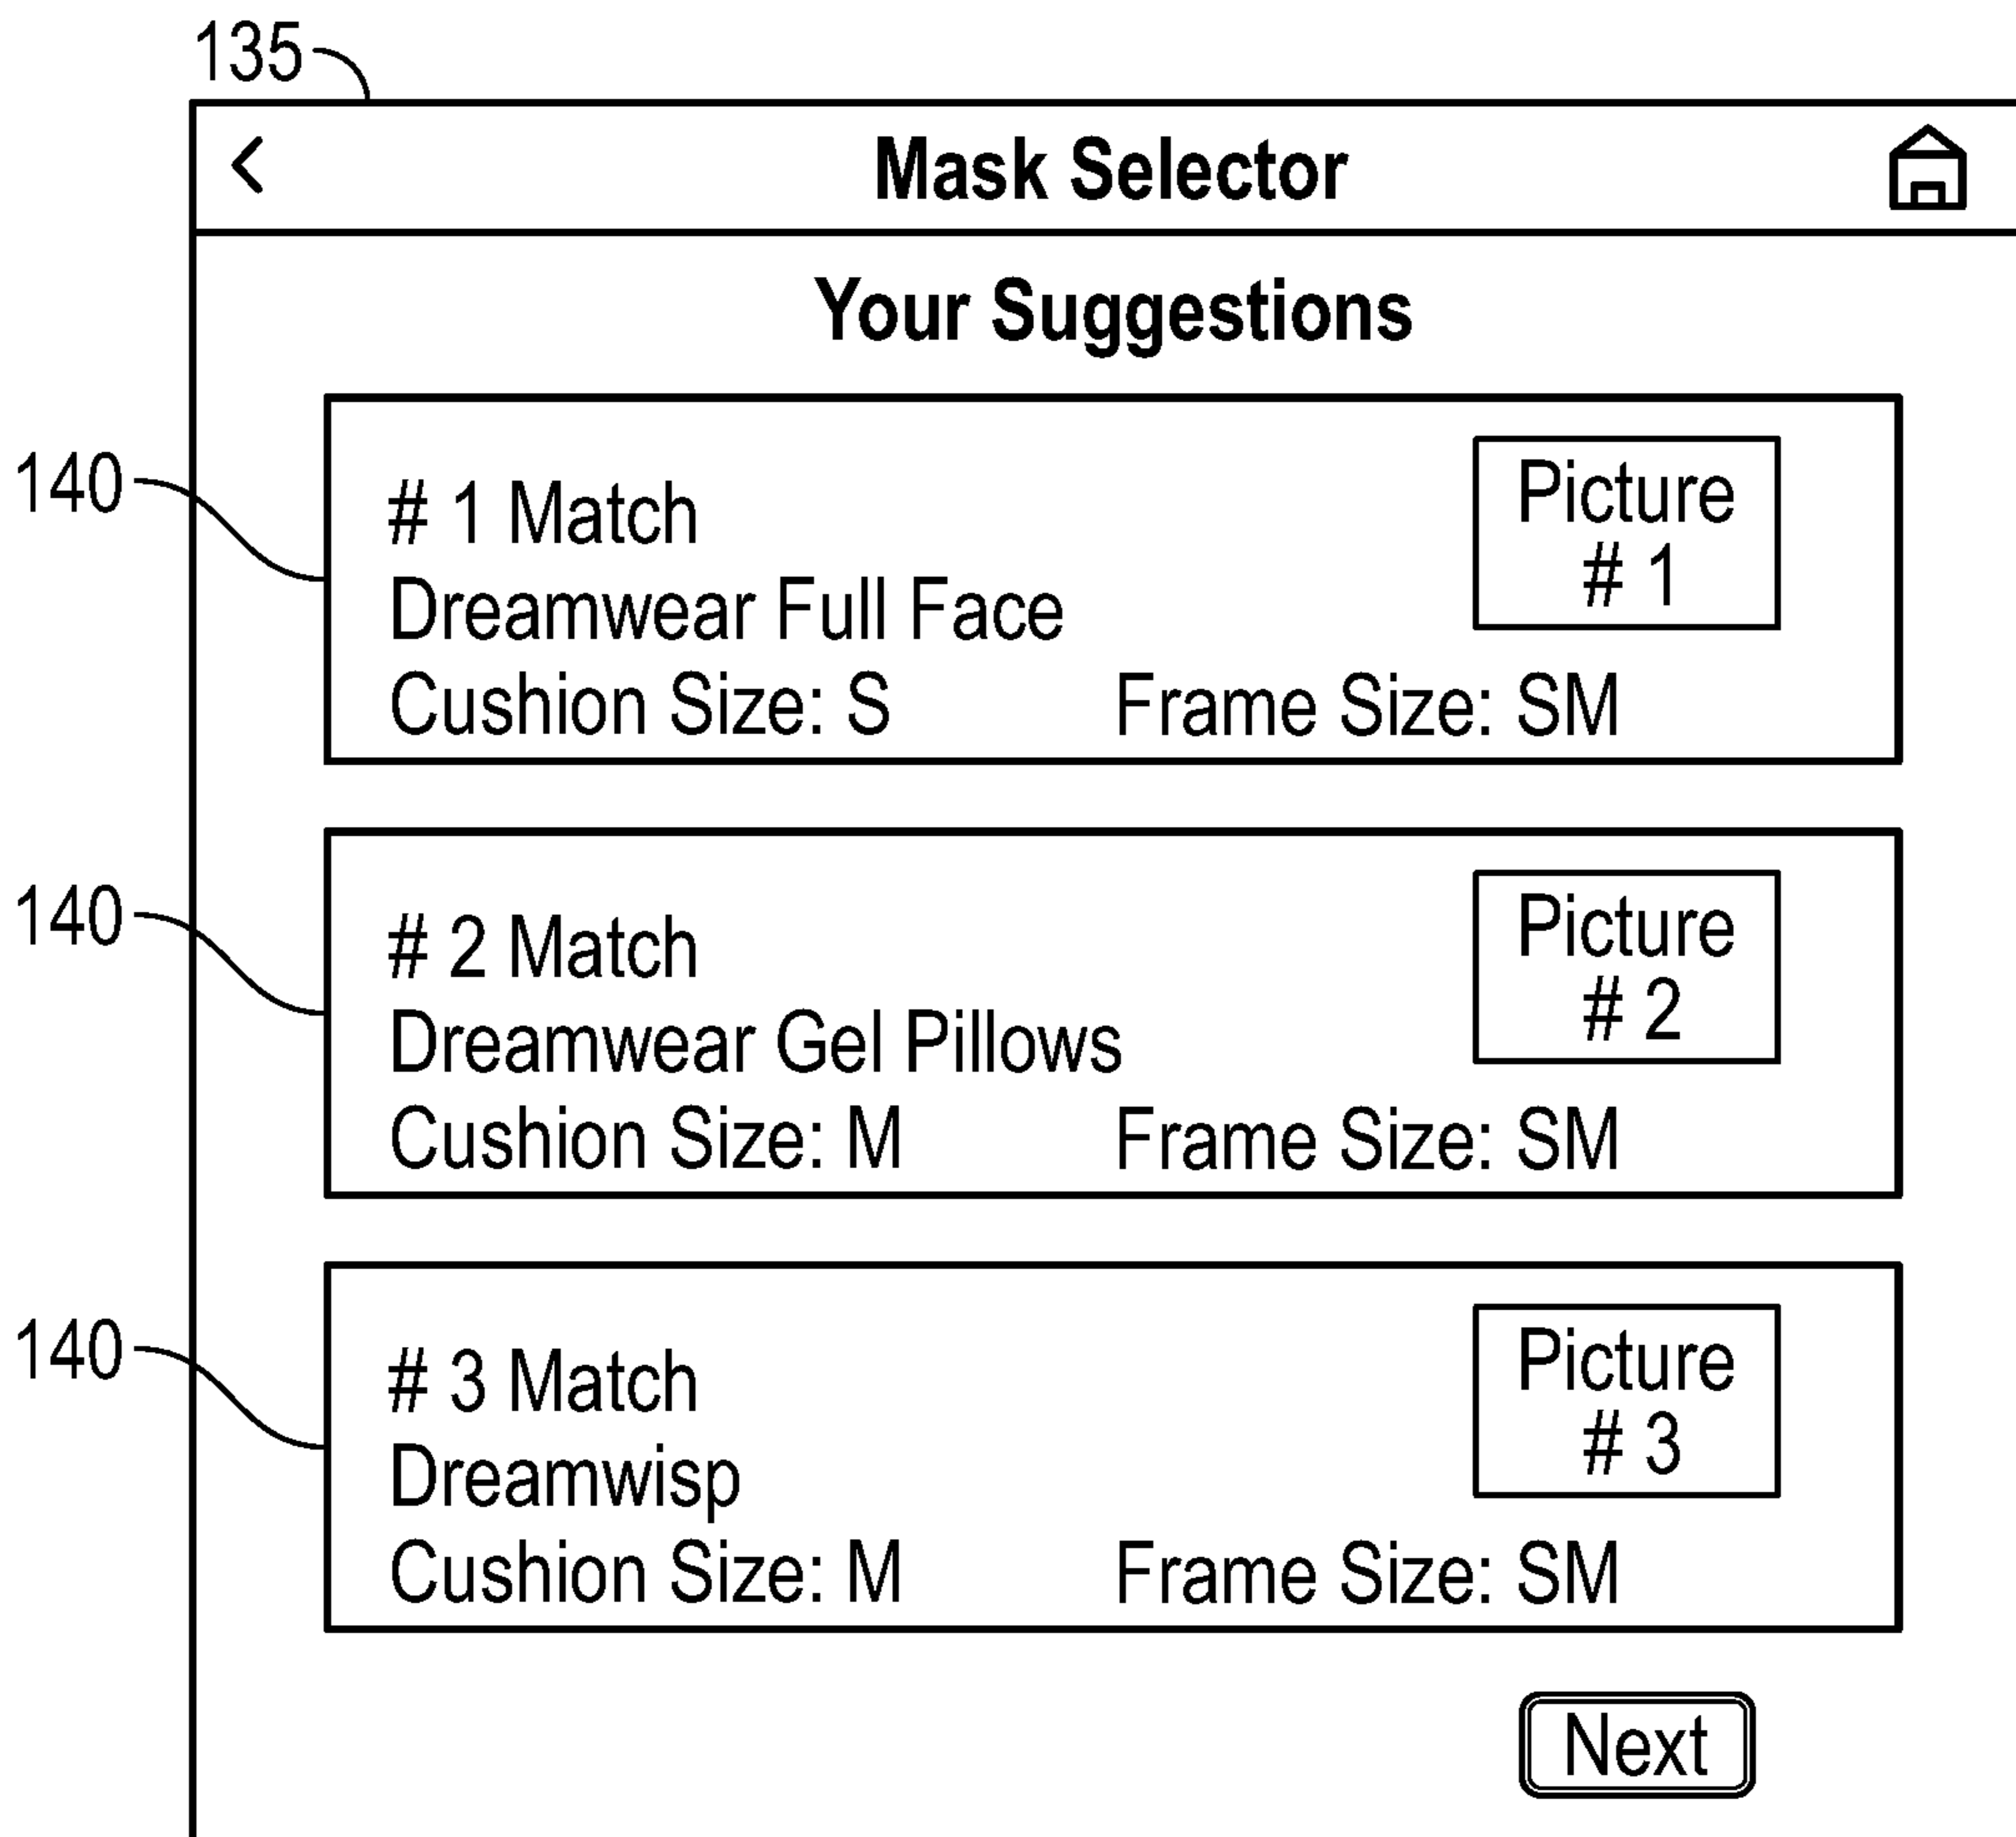 135
Mask Selector
Your Suggestions
140
# 1 Match
Dreamwear Full Face
Cushion Size: S Frame Size: SM
Picture
# 1
140
# 2 Match
Dreamwear Gel Pillows
Cushion Size: M Frame Size: SM
Picture
# 2
140
# 3 Match
Dreamwisp
Cushion Size: M Frame Size: SM
Picture
# 3
Next